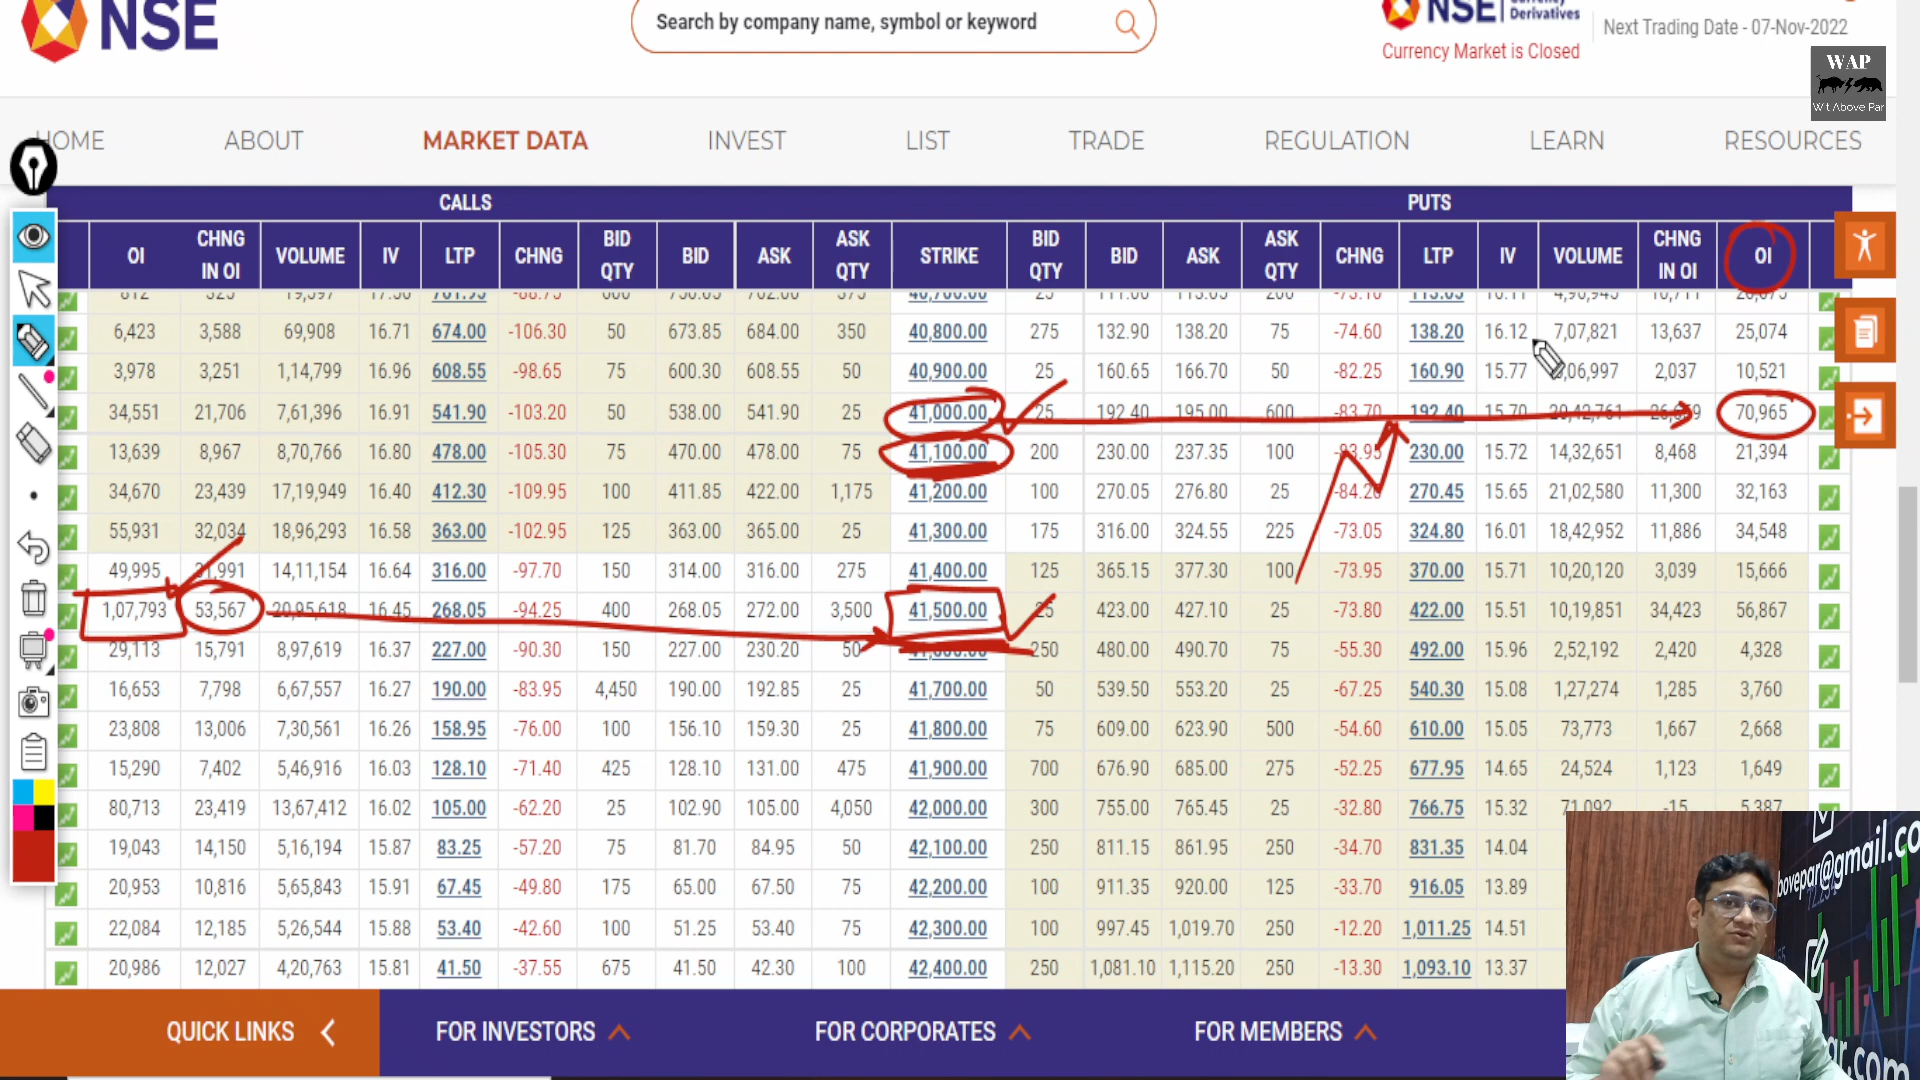 NSE
Search by company name, symbol or keyword
NSE
Derivatives
Next Trading Date - 07-Nov-2022
Currency Market is Closed
WAP
Wit Above Par
HOME ABOUT MARKET DATA INVEST LIST TRADE REGULATION LEARN RESOURCES
CALLS PUTS
OI CHNG IN OI VOLUME IV LTP CHNG BID QTY BID ASK ASK QTY STRIKE BID QTY BID ASK ASK QTY CHNG LTP IV VOLUME CHNG IN OI OI
6,423 3,588 69,908 16.71 674.00 -106.30 50 673.85 684.00 350 40,800.00 275 132.90 138.20 75 -74.60 138.20 16.12 7,07,821 13,637 25,074
3,978 3,251 1,14,799 16.96 608.55 -98.65 75 600.30 608.55 50 40,900.00 25 160.65 166.70 50 -82.25 160.90 15.77 2,037 10,521
34,551 21,706 7,61,396 16.91 541.90 -103.20 50 538.00 541.90 25 41,000.00 25 192.40 195.00 600 -83.70 192.40 15.70 20,42,761 70,965
13,639 8,967 8,70,766 16.80 478.00 -105.30 75 470.00 478.00 75 41,100.00 200 230.00 237.35 100 230.00 15.72 14,32,651 8,468 21,394
34,670 23,439 17,19,949 16.40 412.30 -109.95 100 411.85 422.00 1,175 41,200.00 100 270.05 276.80 25 -84.20 270.45 15.65 21,02,580 11,300 32,163
55,931 32,034 18,96,293 16.58 363.00 -102.95 125 363.00 365.00 25 41,300.00 175 316.00 324.55 225 -73.05 324.80 16.01 18,42,952 11,886 34,548
49,995 14,11,154 16.64 316.00 -97.70 150 314.00 316.00 275 41,400.00 125 365.15 377.30 100 -73.95 370.00 15.71 10,20,120 3,039 15,666
1,07,793 53,567 20,95,618 16.45 268.05 -94.25 400 268.05 272.00 3,500 41,500.00 25 423.00 427.10 25 -73.80 422.00 15.51 10,19,851 34,423 56,867
29,113 15,791 8,97,619 16.37 227.00 -90.30 150 227.00 230.20 50 250 480.00 490.70 75 -55.30 492.00 15.96 2,52,192 2,420 4,328
16,653 7,798 6,67,557 16.27 190.00 -83.95 4,450 190.00 192.85 25 41,700.00 50 539.50 553.20 25 -67.25 540.30 15.08 1,27,274 1,285 3,760
23,808 13,006 7,30,561 16.26 158.95 -76.00 100 156.10 159.30 25 41,800.00 75 609.00 623.90 500 -54.60 610.00 15.05 73,773 1,667 2,668
15,290 7,402 5,46,916 16.03 128.10 -71.40 425 128.10 131.00 475 41,900.00 700 676.90 685.00 275 -52.25 677.95 14.65 24,524 1,123 1,649
80,713 23,419 13,67,412 16.02 105.00 -62.20 25 102.90 105.00 4,050 42,000.00 300 755.00 765.45 25 -32.80 766.75 15.32 71,092 -15 5,387
19,043 14,150 5,16,194 15.87 83.25 -57.20 75 81.70 84.95 50 42,100.00 250 811.15 861.95 250 -34.70 831.35 14.04
20,953 10,816 5,65,843 15.91 67.45 -49.80 175 65.00 67.50 75 42,200.00 100 911.35 920.00 125 -33.70 916.05 13.89
22,084 12,185 5,26,544 15.88 53.40 -42.60 100 51.25 53.40 75 42,300.00 100 997.45 1,019.70 250 -12.20 1,011.25 14.51
20,986 12,027 4,20,763 15.81 41.50 -37.55 675 41.50 42.30 100 42,400.00 250 1,081.10 1,115.20 250 -13.30 1,093.10 13.37
bovepar@gmail.co
ar.com
QUICK LINKS FOR INVESTORS FOR CORPORATES FOR MEMBERS